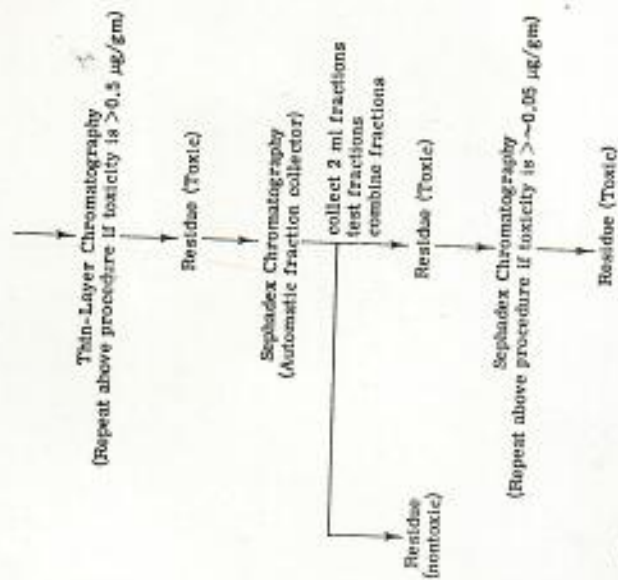 Thin-Layer Chromatography
(Repeat above procedure if toxicity is >0.5 µg/gm)
Residue (Toxic)
Sephadex Chromatography
(Automatic fraction collector)
collect 2 ml fractions
test fractions
combine fractions
Residue
(nontoxic)
Residue (Toxic)
Sephadex Chromatography
(Repeat above procedure if toxicity is >~0.05 µg/gm)
Residue (Toxic)